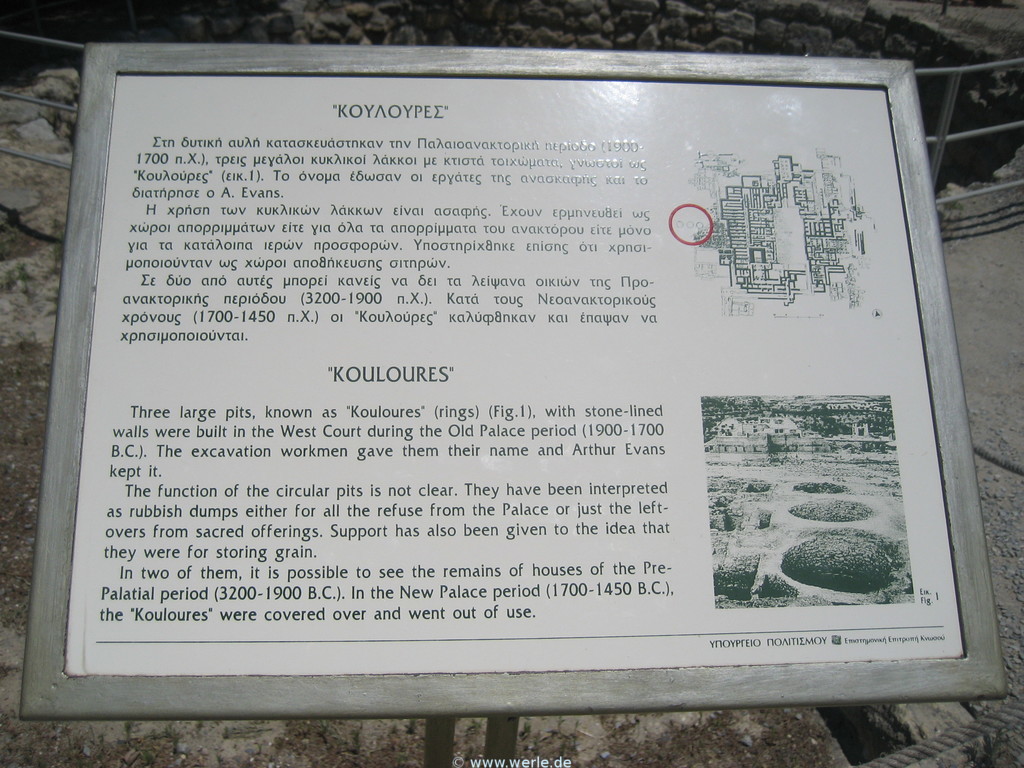 "ΚΟΥΛΟΥΡΕΣ"
Στη δυτική αυλή κατασκευάστηκαν την Παλαιοανακτορική περίοδο (1900-
1700 π.Χ.), τρεις μεγάλοι κυκλικοί λάκκοι με κτιστά τοιχώματα, γνωστοί ως
"Κουλούρες" (εικ.1). Το όνομα έδωσαν οι εργάτες της ανασκαφής και το
διατήρησε ο A. Evans.
Η χρήση των κυκλικών λάκκων είναι ασαφής. Έχουν ερμηνευθεί ως
χώροι απορριμμάτων είτε για όλα τα απορρίμματα του ανακτόρου είτε μόνο
για τα κατάλοιπα ιερών προσφορών. Υποστηρίχθηκε επίσης ότι χρησι-
μοποιούνταν ως χώροι αποθήκευσης σιτηρών.
Σε δύο από αυτές μπορεί κανείς να δει τα λείψανα οικιών της Προ-
ανακτορικής περιόδου (3200-1900 π.Χ.). Κατά τους Νεοανακτορικούς
χρόνους (1700-1450 π.Χ.) οι "Κουλούρες" καλύφθηκαν και έπαψαν να
χρησιμοποιούνται.
"KOULOURES"
Three large pits, known as "Kouloures" (rings) (Fig.1), with stone-lined
walls were built in the West Court during the Old Palace period (1900-1700
B.C.). The excavation workmen gave them their name and Arthur Evans
kept it.
The function of the circular pits is not clear. They have been interpreted
as rubbish dumps either for all the refuse from the Palace or just the left-
overs from sacred offerings. Support has also been given to the idea that
they were for storing grain.
In two of them, it is possible to see the remains of houses of the Pre-
Palatial period (3200-1900 B.C.). In the New Palace period (1700-1450 B.C.),
the "Kouloures" were covered over and went out of use.
Εικ.
Fig. 1
ΥΠΟΥΡΓΕΙΟ ΠΟΛΙΤΙΣΜΟΥ Επιστημονική Επιτροπή Κνωσού
© www.werle.de